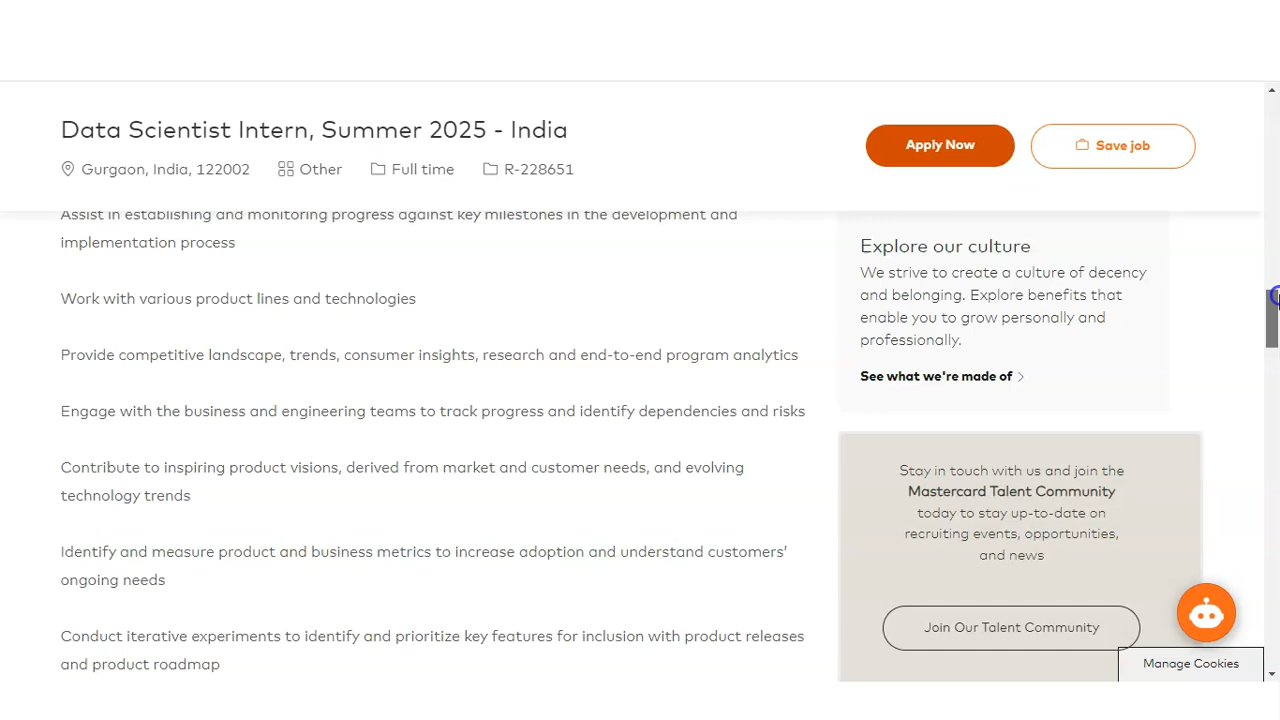 Data Scientist Intern, Summer 2025 - India
Apply Now
Save job
Gurgaon, India, 122002
Other
Full time
R-228651
Assist in establishing and monitoring progress against key milestones in the development and
implementation process
Work with various product lines and technologies
Provide competitive landscape, trends, consumer insights, research and end-to-end program analytics
Engage with the business and engineering teams to track progress and identify dependencies and risks
Contribute to inspiring product visions, derived from market and customer needs, and evolving
technology trends
Identify and measure product and business metrics to increase adoption and understand customers’
ongoing needs
Conduct iterative experiments to identify and prioritize key features for inclusion with product releases
and product roadmap
Explore our culture
We strive to create a culture of decency
and belonging. Explore benefits that
enable you to grow personally and
professionally.
See what we're made of
Stay in touch with us and join the
Mastercard Talent Community
today to stay up-to-date on
recruiting events, opportunities,
and news
Join Our Talent Community
Manage Cookies